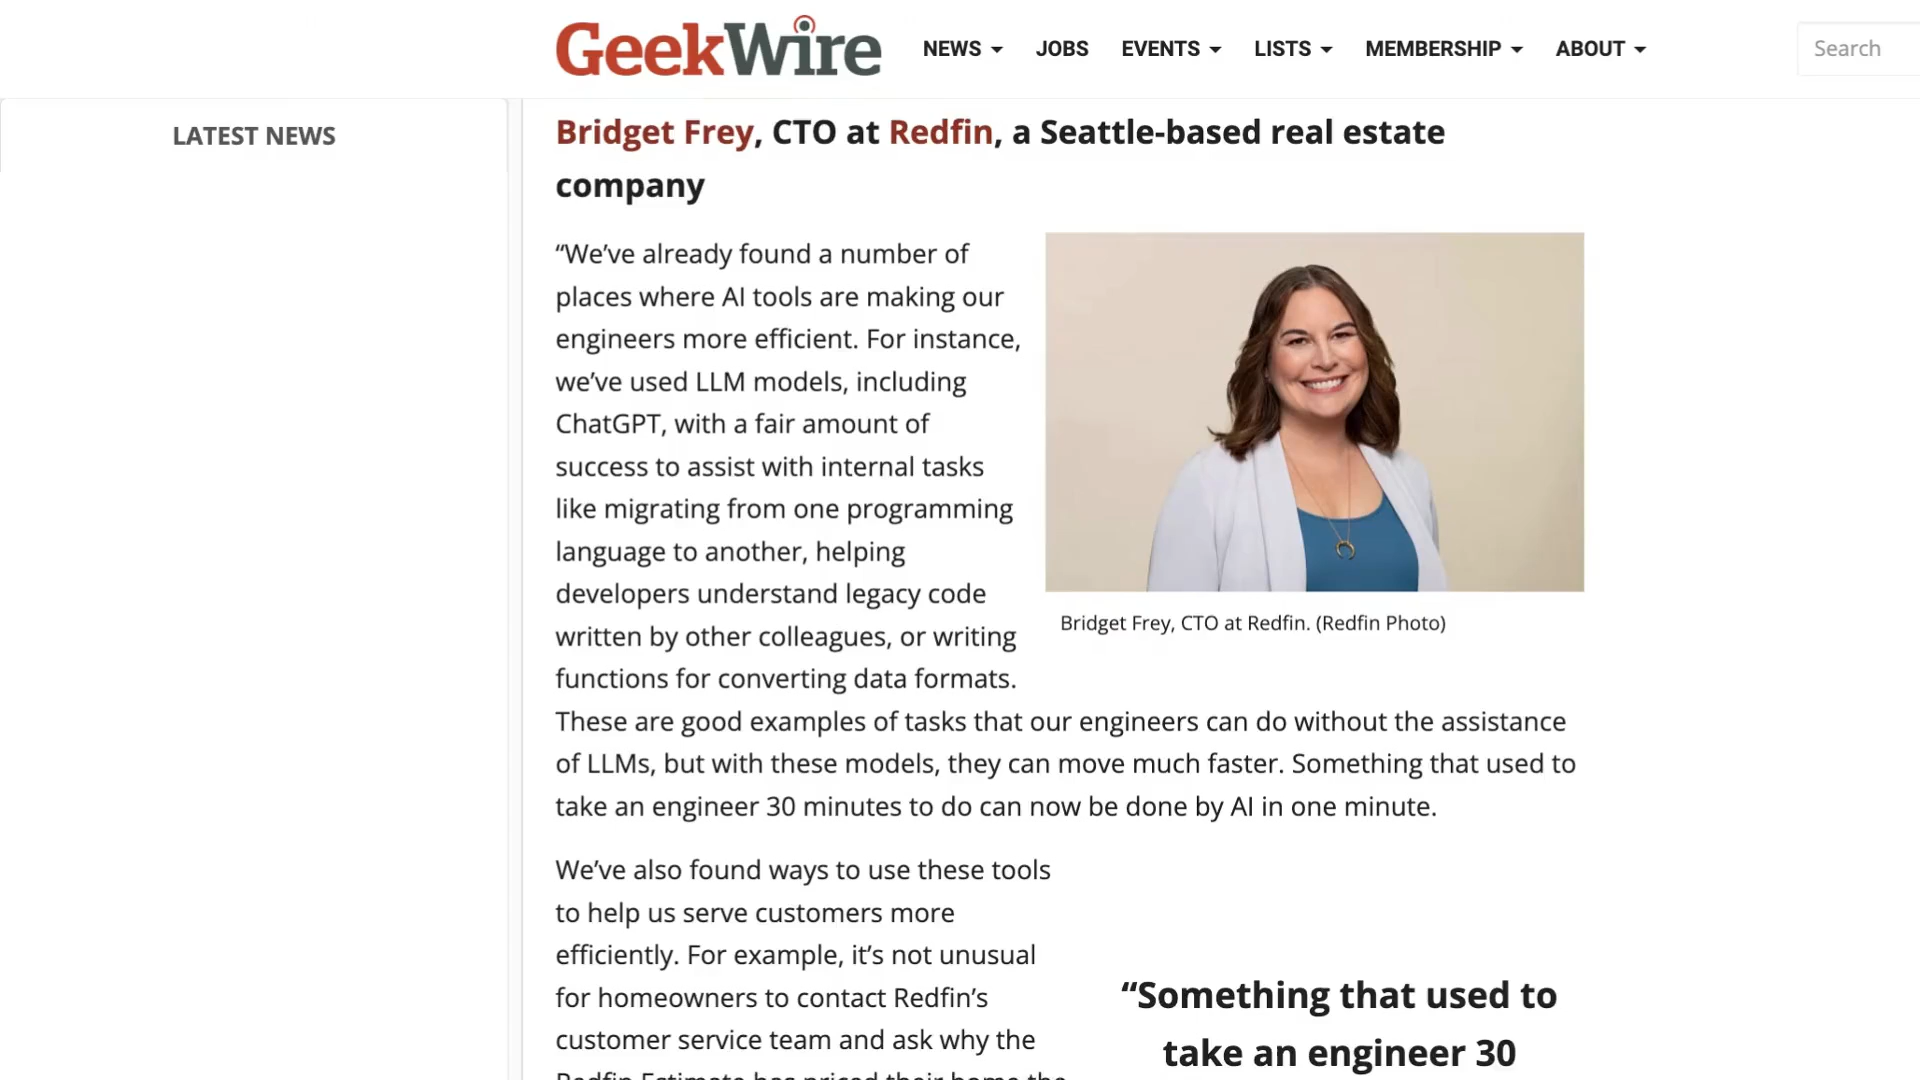 GeekWire
NEWS JOBS EVENTS LISTS MEMBERSHIP ABOUT
Search
LATEST NEWS
Bridget Frey, CTO at Redfin, a Seattle-based real estate
company
“We’ve already found a number of
places where AI tools are making our
engineers more efficient. For instance,
we’ve used LLM models, including
ChatGPT, with a fair amount of
success to assist with internal tasks
like migrating from one programming
language to another, helping
developers understand legacy code
written by other colleagues, or writing
functions for converting data formats.
Bridget Frey, CTO at Redfin. (Redfin Photo)
These are good examples of tasks that our engineers can do without the assistance
of LLMs, but with these models, they can move much faster. Something that used to
take an engineer 30 minutes to do can now be done by AI in one minute.
We’ve also found ways to use these tools
to help us serve customers more
efficiently. For example, it’s not unusual
for homeowners to contact Redfin’s
customer service team and ask why the
Redfin Estimate has priced their home the
“Something that used to
take an engineer 30